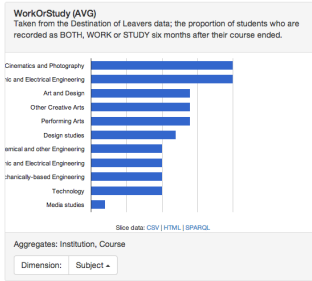 WorkOrStudy (AVG)
Taken from the Destination of Leavers data; the proportion of students who are
recorded as BOTH, WORK or STUDY six months after their course ended.
Cinematics and Photography
nic and Electrical Engineering
Art and Design
Other Creative Arts
Performing Arts
Design studies
emical and other Engineering
nic and Electrical Engineering
chanically-based Engineering
Technology
Media studies
Slice data: CSV | HTML | SPARQL
Aggregates: Institution, Course
Dimension: Subject